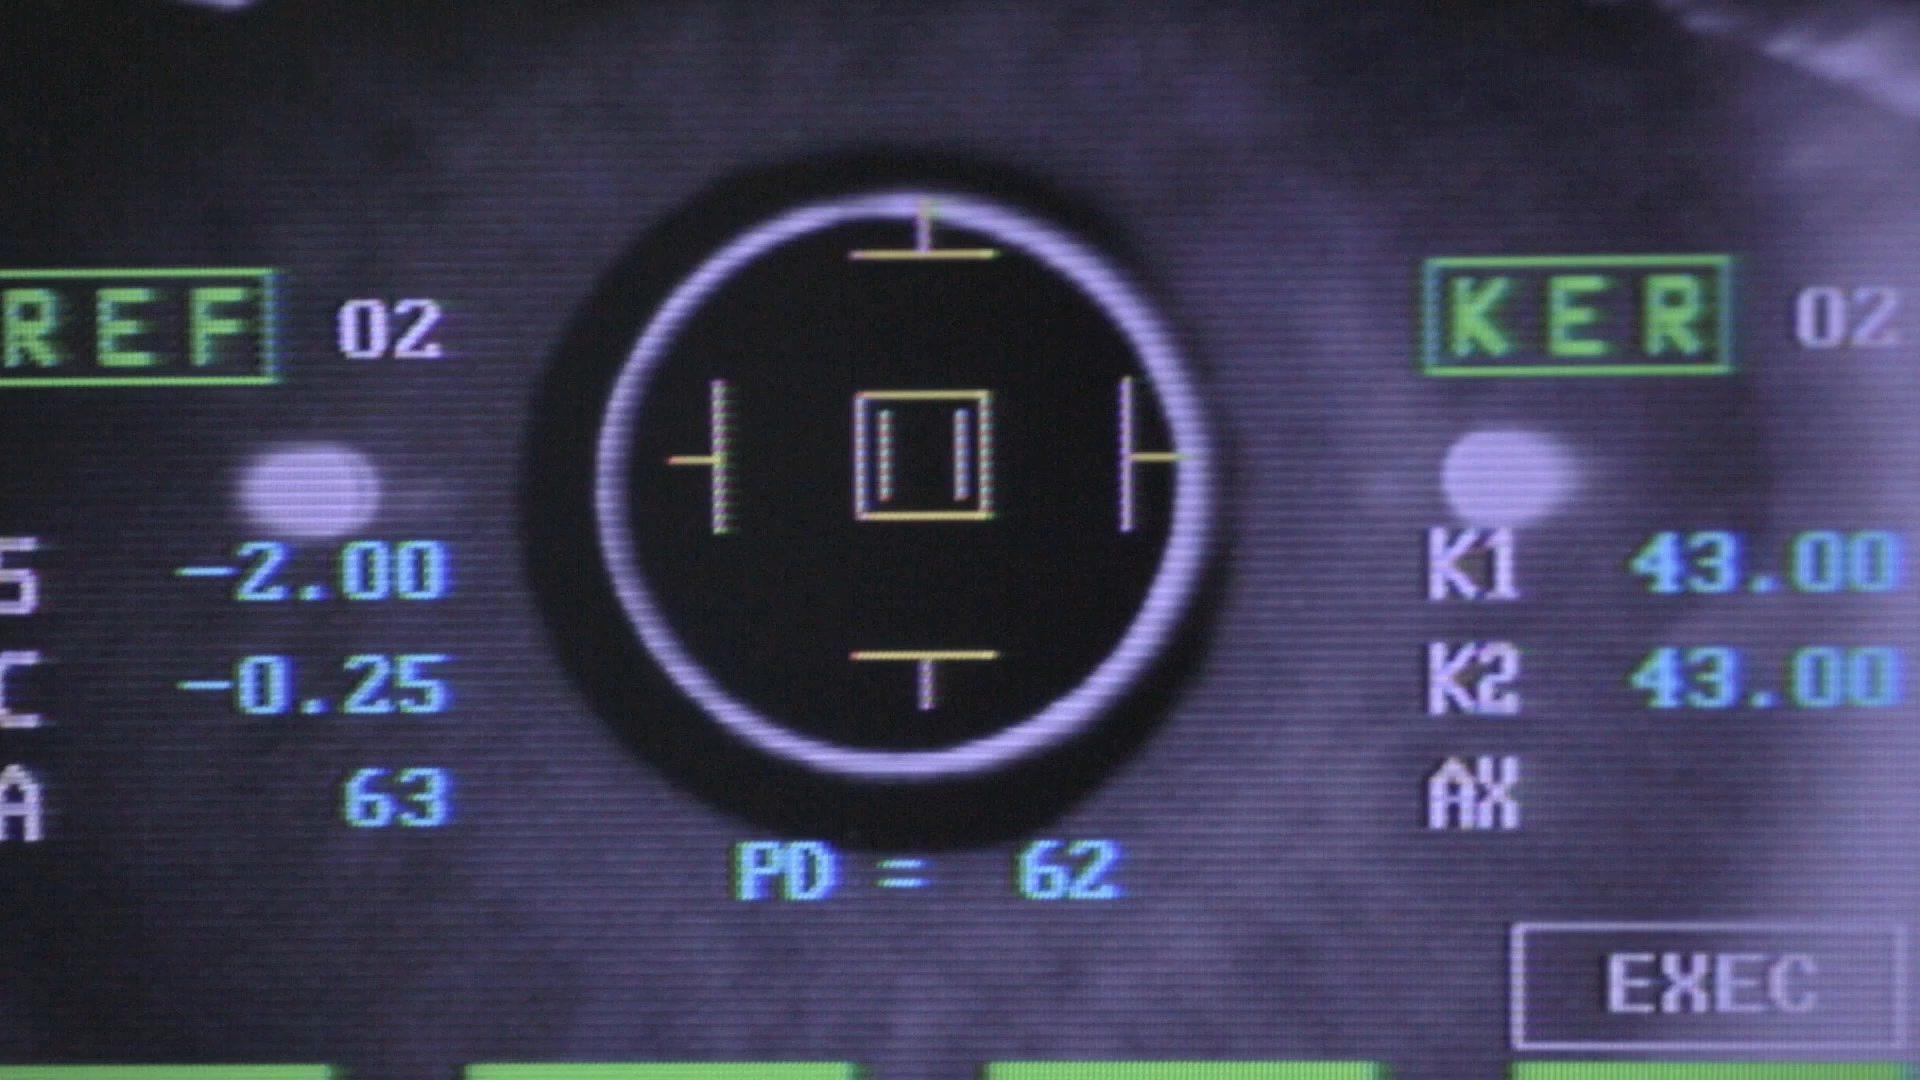 REF 02
KER 02
S -2.00
K1 43.00
C -0.25
K2 43.00
A 63
AX
PD = 62
EXEC